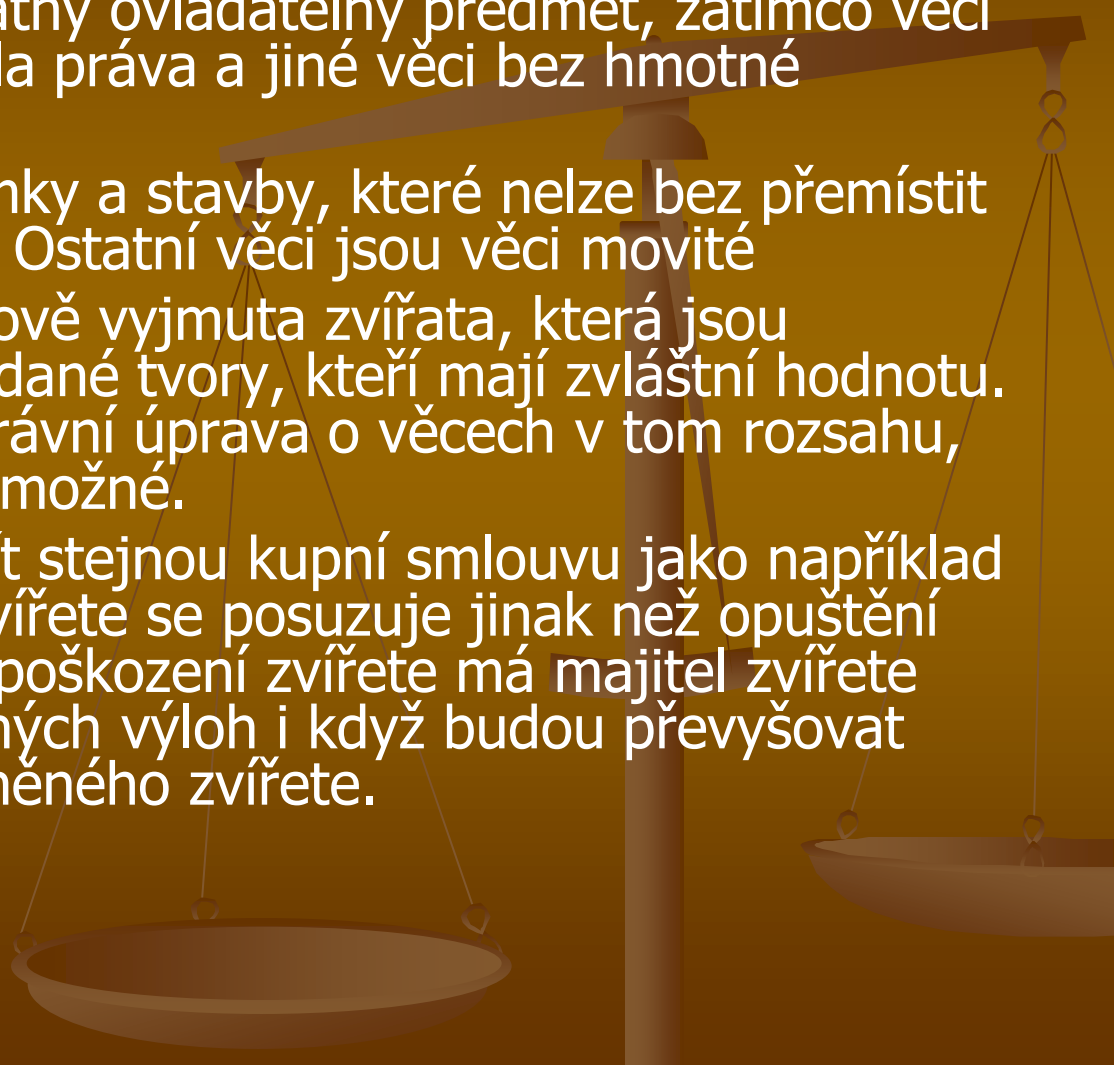 atný ovladatelný předmět, zatímco věci
la práva a jiné věci bez hmotné
mky a stavby, které nelze bez přemístit
Ostatní věci jsou věci movité
ově vyjmuta zvířata, která jsou
dané tvory, kteří mají zvláštní hodnotu.
rávní úprava o věcech v tom rozsahu,
možné.
ít stejnou kupní smlouvu jako například
vířete se posuzuje jinak než opuštění
poškození zvířete má majitel zvířete
ných výloh i když budou převyšovat
něného zvířete.